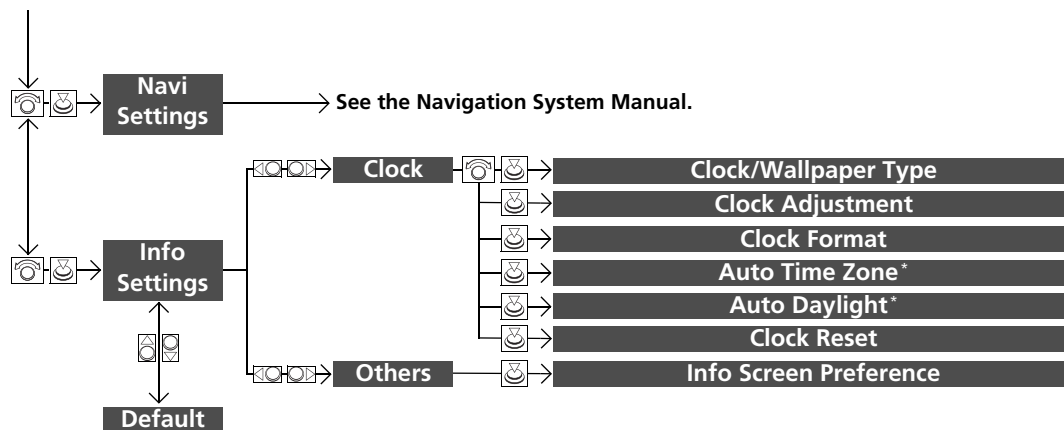 Navi
Settings
See the Navigation System Manual.
Info
Settings
Clock
Clock/Wallpaper Type
Clock Adjustment
Clock Format
Auto Time Zone*
Auto Daylight*
Clock Reset
Others
Info Screen Preference
Default